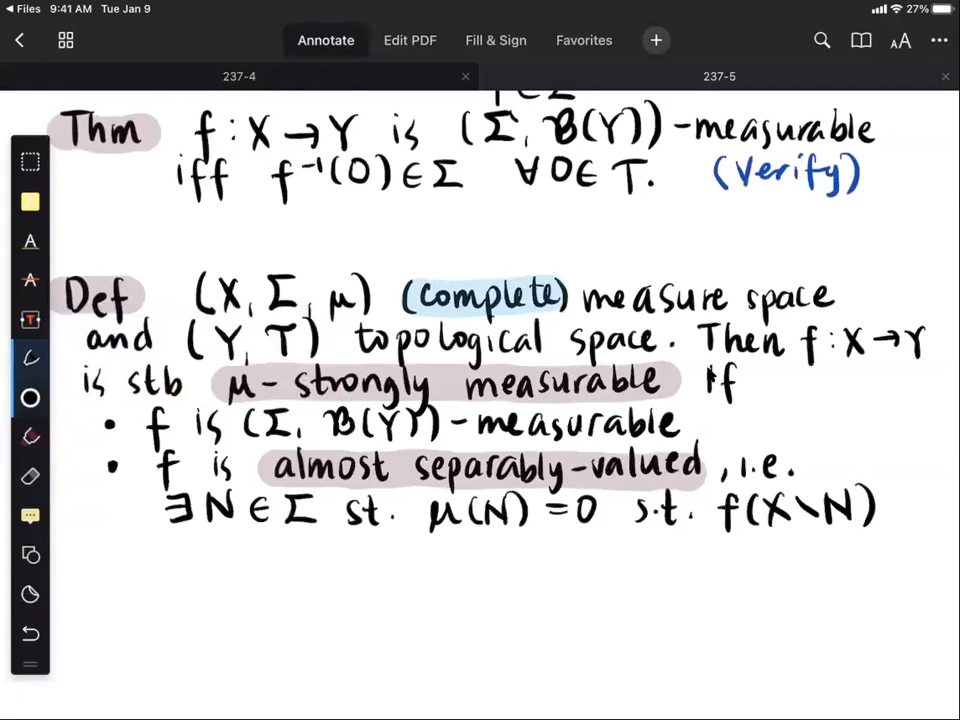 Files 9:41 AM Tue Jan 9 27%
Annotate Edit PDF Fill & Sign Favorites + AA
237-4 237-5
Thm f : X → Y is (Σ, B(Y)) - measurable
iff f⁻¹(O) ∈ Σ ∀ O ∈ T. (Verify)
Def (X, Σ, μ) (complete) measure space
and (Y, T) topological space. Then f : X → Y
is stb μ - strongly measurable if
• f is (Σ, B(Y)) - measurable
• f is almost separably-valued, i.e.
∃ N ∈ Σ st. μ(N) = 0 s.t. f(X \ N)